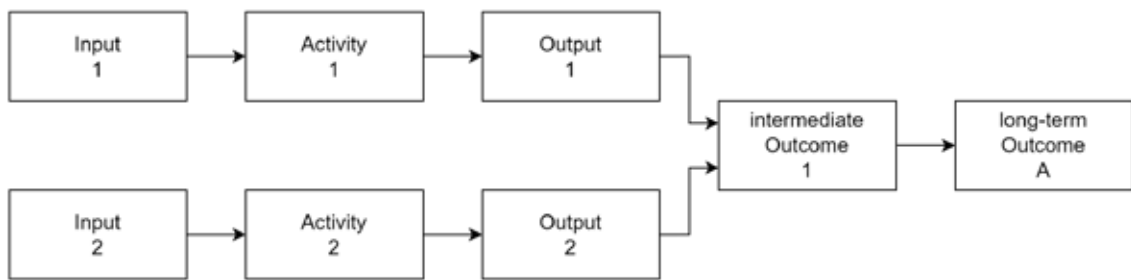 Input
1
Activity
1
Output
1
intermediate
Outcome
1
long-term
Outcome
A
Input
2
Activity
2
Output
2